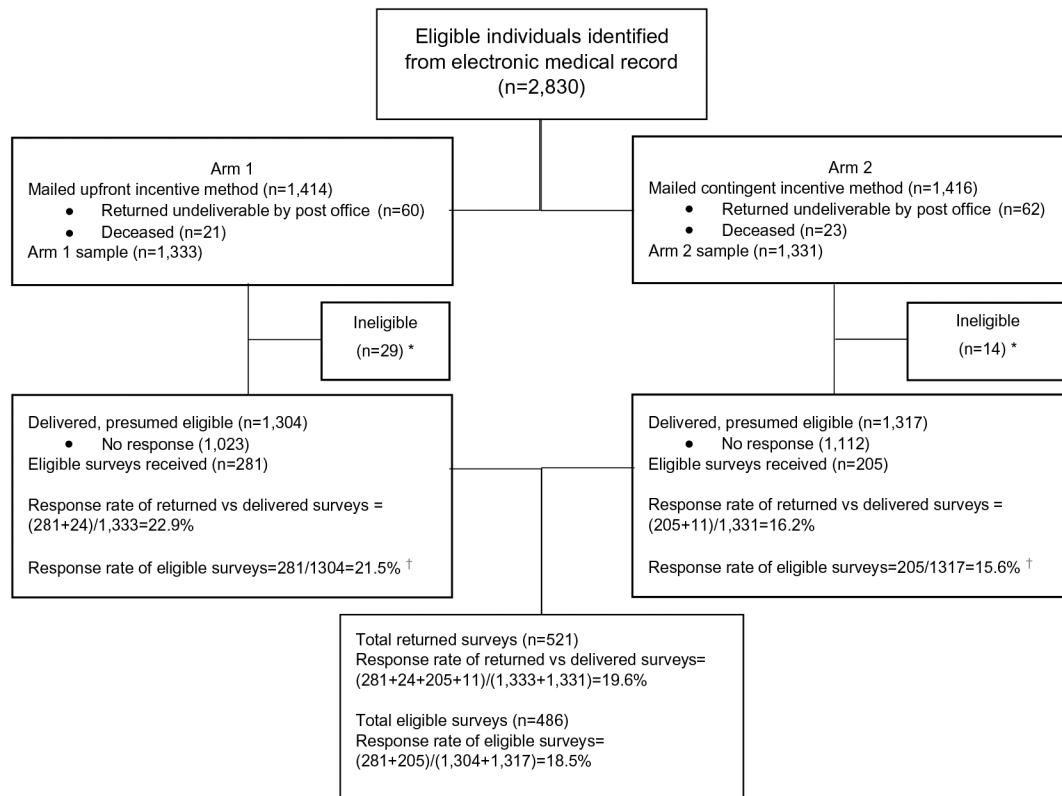 Eligible individuals identified
from electronic medical record
(n=2,830)
Arm 1
Mailed upfront incentive method (n=1,414)
● Returned undeliverable by post office (n=60)
● Deceased (n=21)
Arm 1 sample (n=1,333)
Arm 2
Mailed contingent incentive method (n=1,416)
● Returned undeliverable by post office (n=62)
● Deceased (n=23)
Arm 2 sample (n=1,331)
Ineligible
(n=29) *
Ineligible
(n=14) *
Delivered, presumed eligible (n=1,304)
● No response (1,023)
Eligible surveys received (n=281)
Response rate of returned vs delivered surveys =
(281+24)/1,333=22.9%
Response rate of eligible surveys=281/1304=21.5% †
Delivered, presumed eligible (n=1,317)
● No response (1,112)
Eligible surveys received (n=205)
Response rate of returned vs delivered surveys =
(205+11)/1,331=16.2%
Response rate of eligible surveys=205/1317=15.6% †
Total returned surveys (n=521)
Response rate of returned vs delivered surveys=
(281+24+205+11)/(1,333+1,331)=19.6%
Total eligible surveys (n=486)
Response rate of eligible surveys=
(281+205)/(1,304+1,317)=18.5%